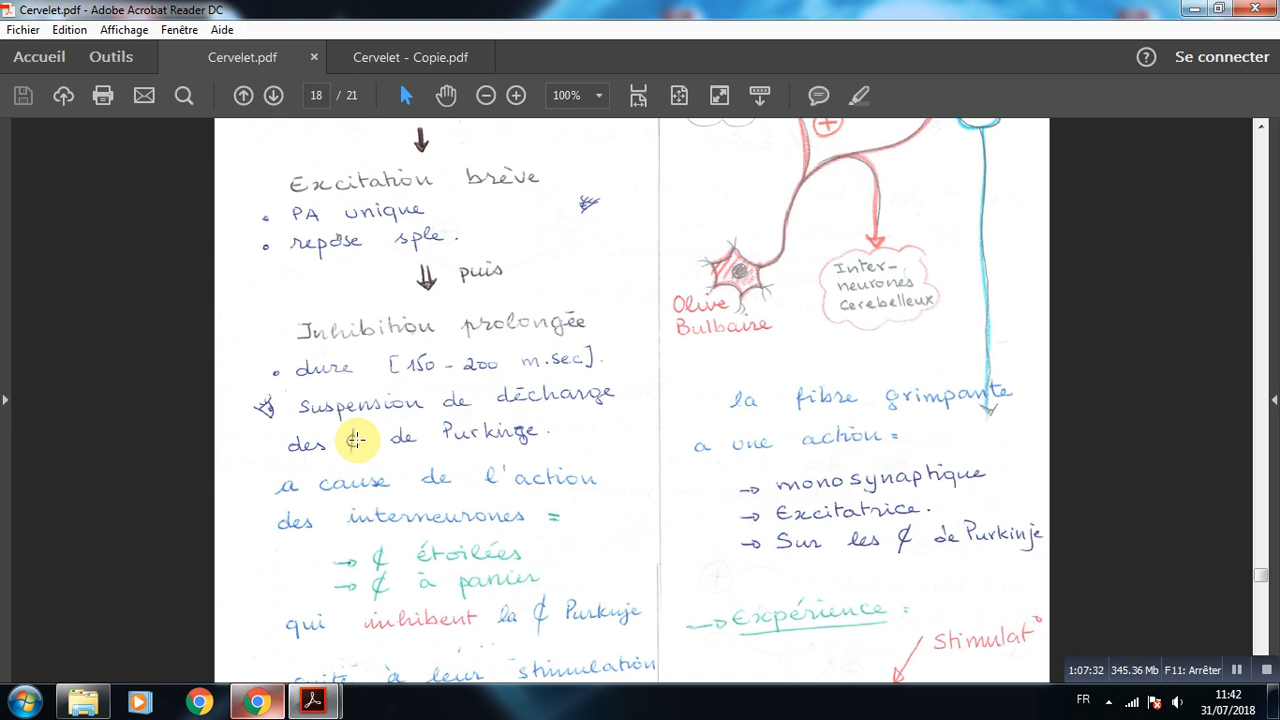 Cervelet.pdf - Adobe Acrobat Reader DC
Fichier Edition Affichage Fenêtre Aide
Accueil Outils Cervelet.pdf × Cervelet - Copie.pdf ? Se connecter
18 / 21 100%
Excitation brève
• PA unique
• repose sple.
⇓ puis
Inhibition prolongée
• dure [150 - 200 m.sec].
Suspension de décharge
des ₵ de Purkinge.
a cause de l'action
des interneurones =
→ ₵ étoilées
→ ₵ à panier
qui inhibent la ₵ Purkinje
suite à leur stimulation
+
Olive
Bulbaire
Inter-
neurones
cerebelleux
la fibre grimpante
a une action =
→ monosynaptique
→ Excitatrice.
→ Sur les ₵ de Purkinje
→ Expérience :
Stimulat°
1:07:32 345.36 Mb F11: Arrêter
FR 11:42
31/07/2018